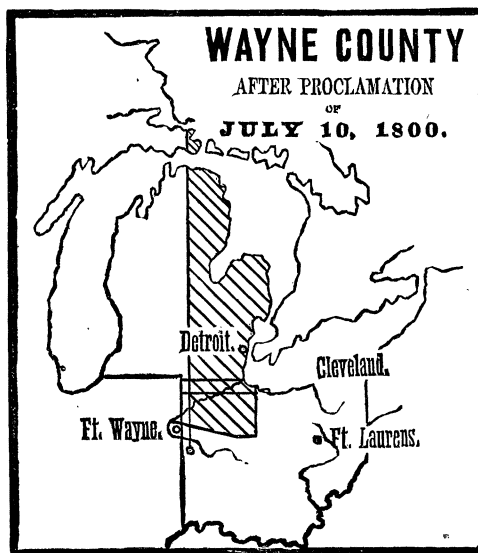 WAYNE COUNTY
AFTER PROCLAMATION
OF
JULY 10, 1800.
Detroit.
Cleveland.
Ft. Wayne.
Ft. Laurens.